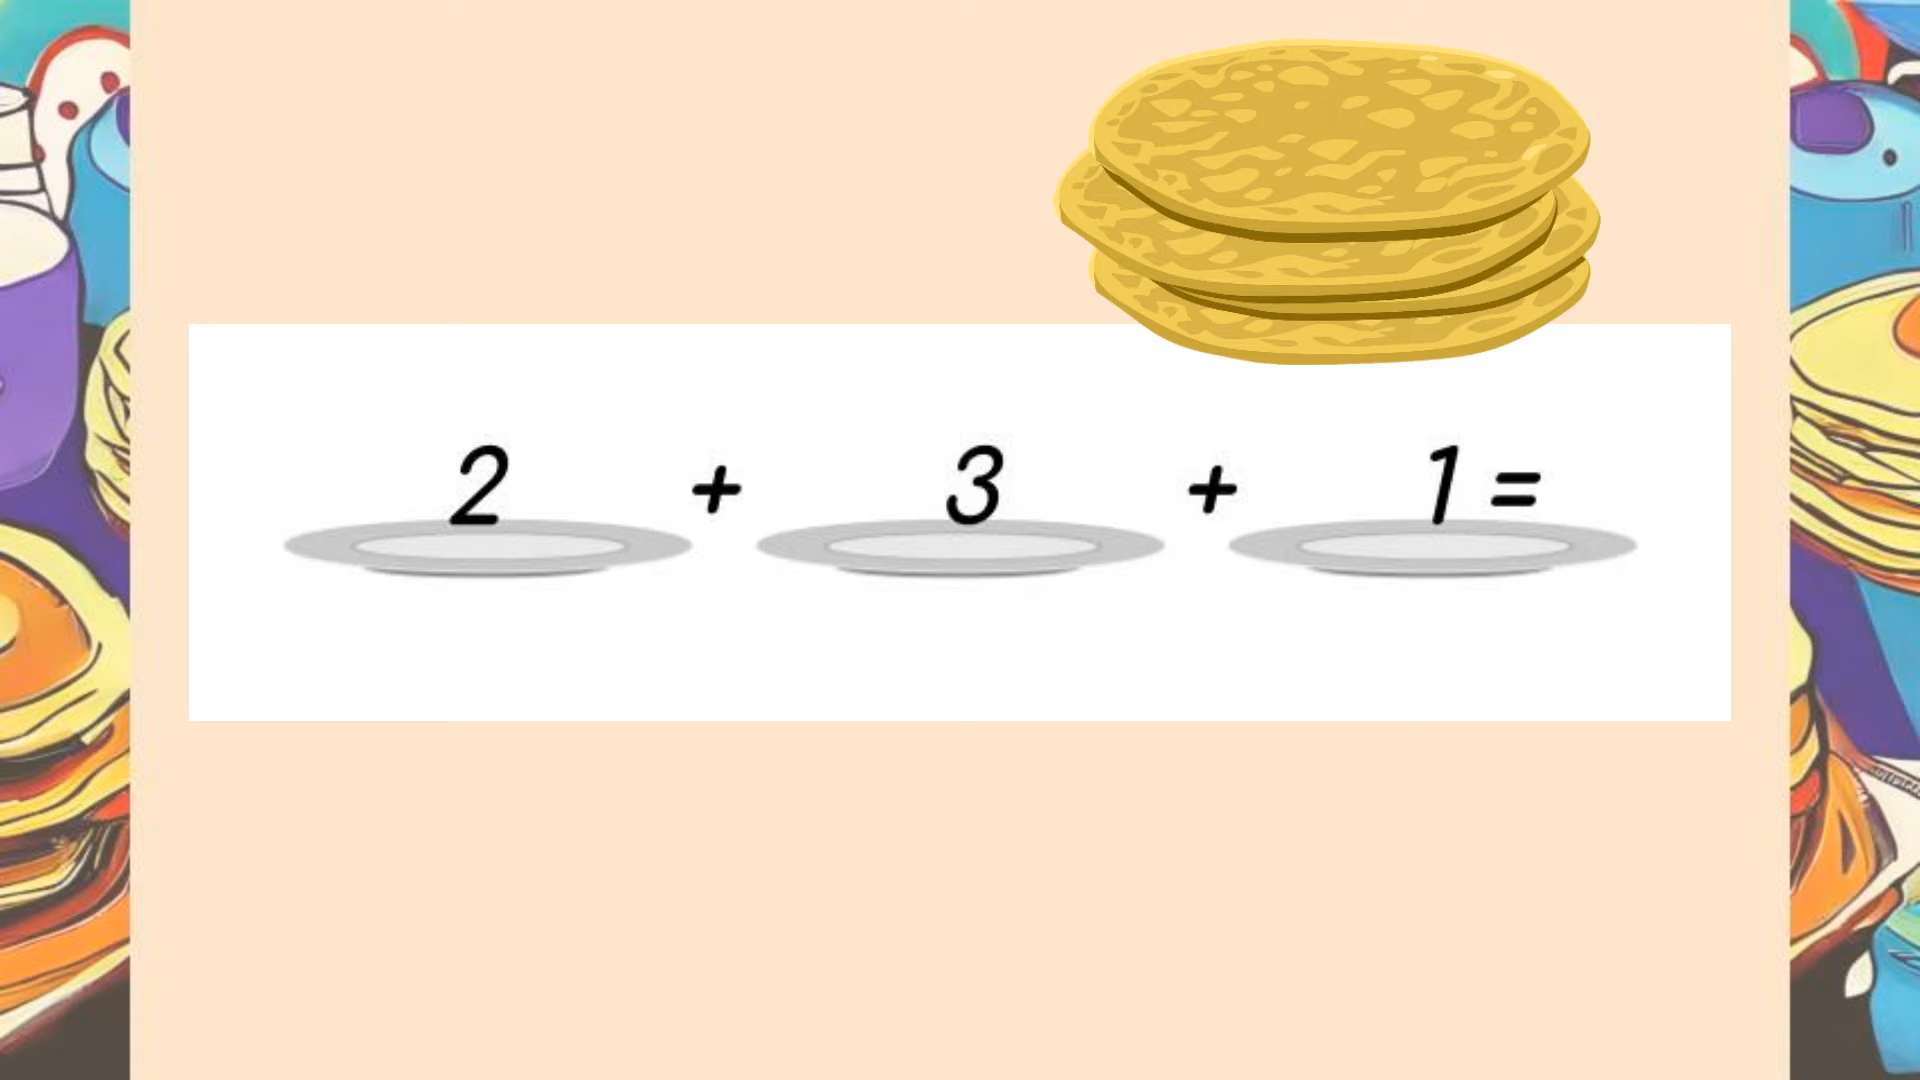 2 + 3 + 1 =